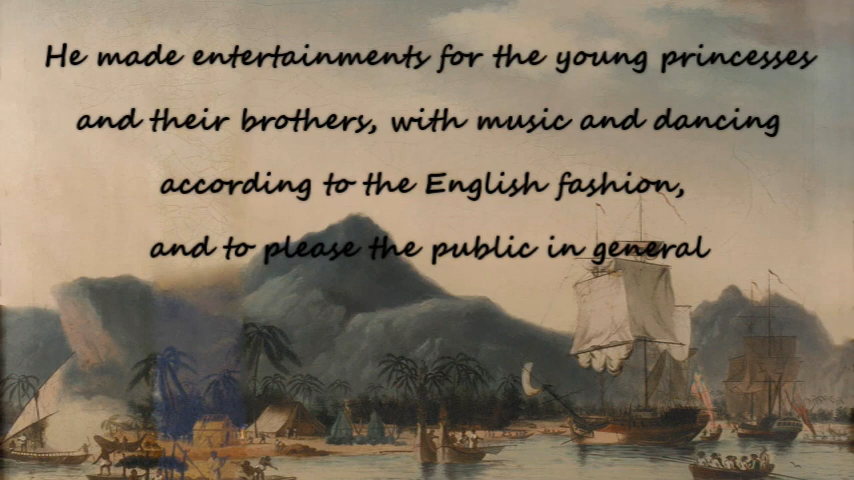 He made entertainments for the young princesses
and their brothers, with music and dancing
according to the English fashion,
and to please the public in general